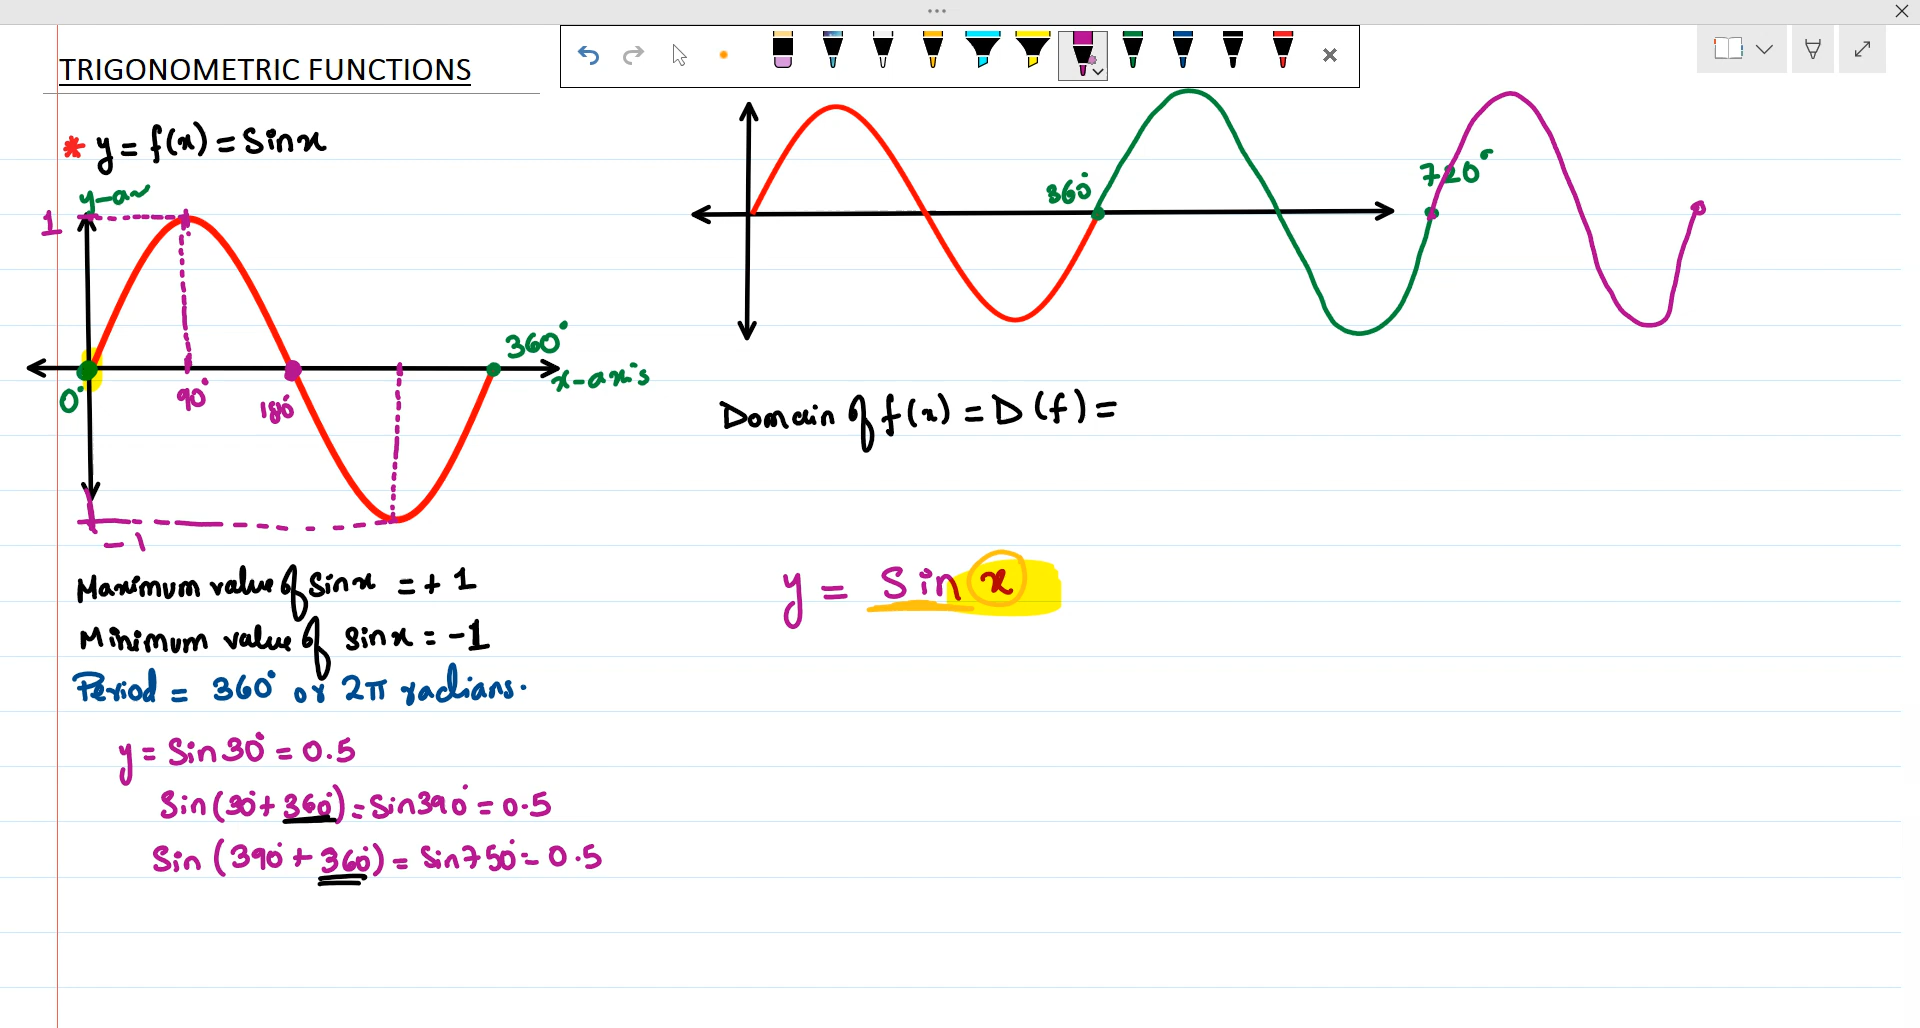 TRIGONOMETRIC FUNCTIONS
* y = f(x) = Sinx
y-a
1
0°
90°
180°
360°
x-axis
-1
Maximum value of Sinx = +1
Minimum value of Sinx = -1
Period = 360° or 2π radians.
y = Sin30° = 0.5
Sin(30°+360°) = Sin390° = 0.5
Sin (390°+360°) = Sin750° = 0.5
360°
720°
Domain of f(x) = D(f) =
y = Sin x